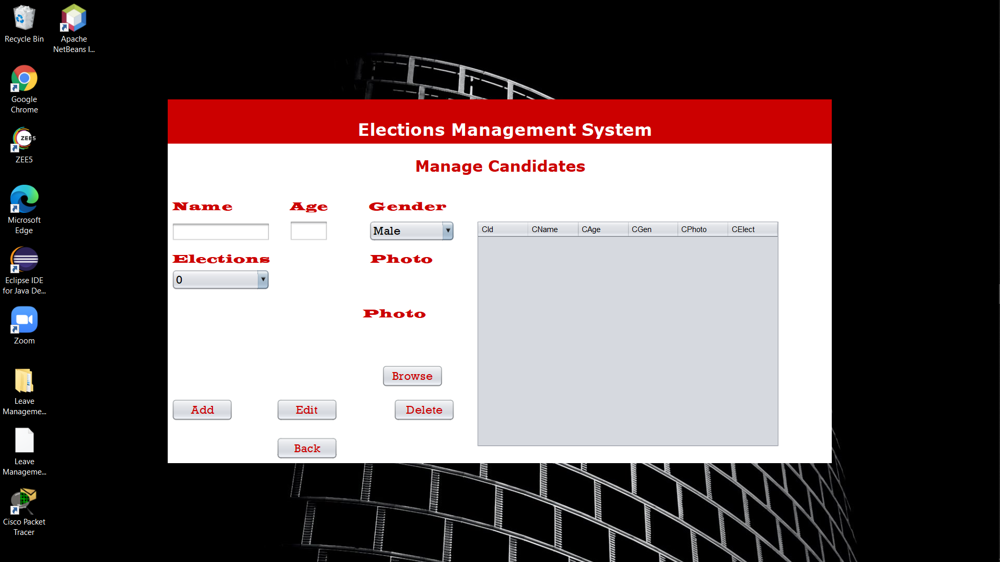 Recycle Bin
Apache
NetBeans I...
Google
Chrome
ZEE5
ZEE5
Microsoft
Edge
Eclipse IDE
for Java De...
Zoom
Leave
Manageme...
Leave
Manageme...
Cisco Packet
Tracer
Elections Management System
Manage Candidates
Name Age Gender
Male
Elections Photo
0
Photo
Browse
Add Edit Delete
Back
CId CName CAge CGen CPhoto CElect